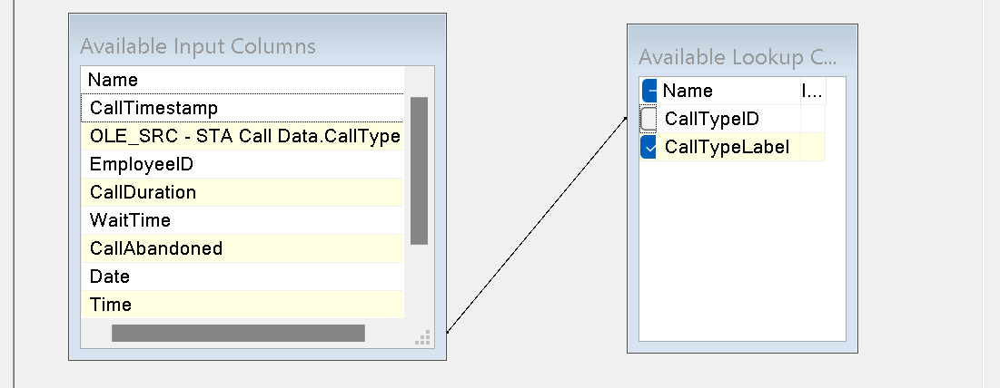 Available Input Columns
Name
CallTimestamp
OLE_SRC - STA Call Data.CallType
EmployeeID
CallDuration
WaitTime
CallAbandoned
Date
Time
Available Lookup C...
Name I...
CallTypeID
CallTypeLabel